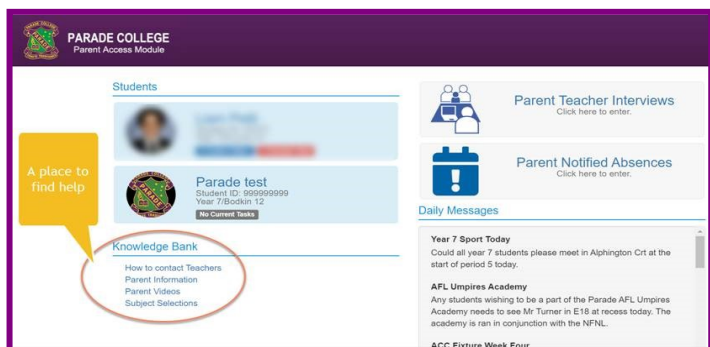 PARADE COLLEGE
Parent Access Module
Students
Parade test
Student ID: 999999999
Year 7/Bodkin 12
No Current Tasks
A place to
find help
Knowledge Bank
How to contact Teachers
Parent Information
Parent Videos
Subject Selections
Parent Teacher Interviews
Click here to enter.
Parent Notified Absences
Click here to enter.
Daily Messages
Year 7 Sport Today
Could all year 7 students please meet in Alphington Crt at the
start of period 5 today.
AFL Umpires Academy
Any students wishing to be a part of the Parade AFL Umpires
Academy needs to see Mr Turner in E18 at recess today. The
academy is ran in conjunction with the NFNL.
ACC Fixture Week Four